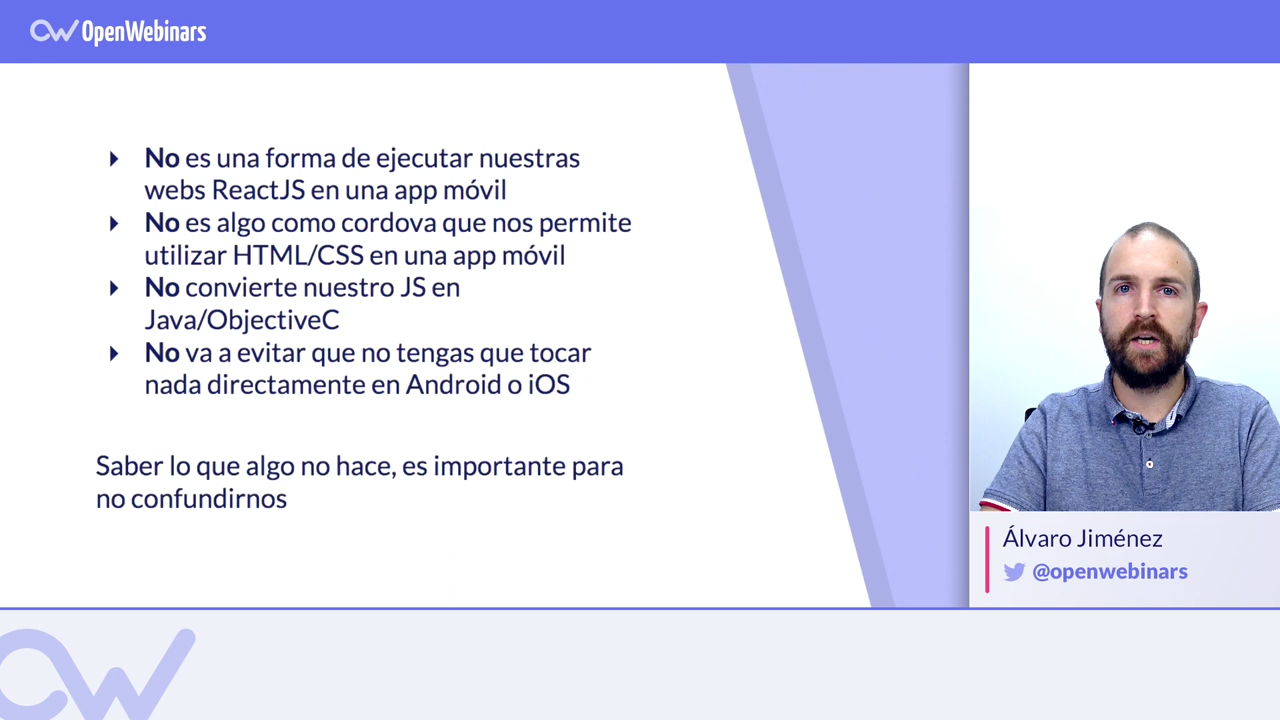 OpenWebinars
No es una forma de ejecutar nuestras
webs ReactJS en una app móvil
No es algo como cordova que nos permite
utilizar HTML/CSS en una app móvil
No convierte nuestro JS en
Java/ObjectiveC
No va a evitar que no tengas que tocar
nada directamente en Android o iOS
Saber lo que algo no hace, es importante para
no confundirnos
Álvaro Jiménez
@openwebinars